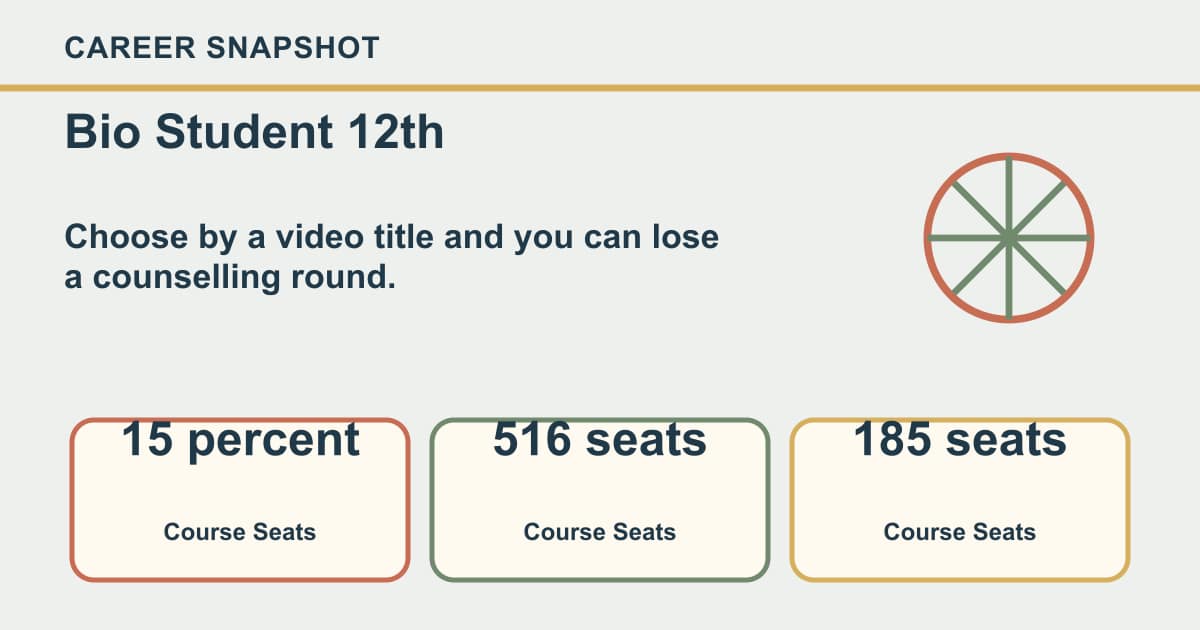 CAREER SNAPSHOT
Bio Student 12th
Choose by a video title and you can lose
a counselling round.
15 percent
516 seats
185 seats
Course Seats
Course Seats
Course Seats